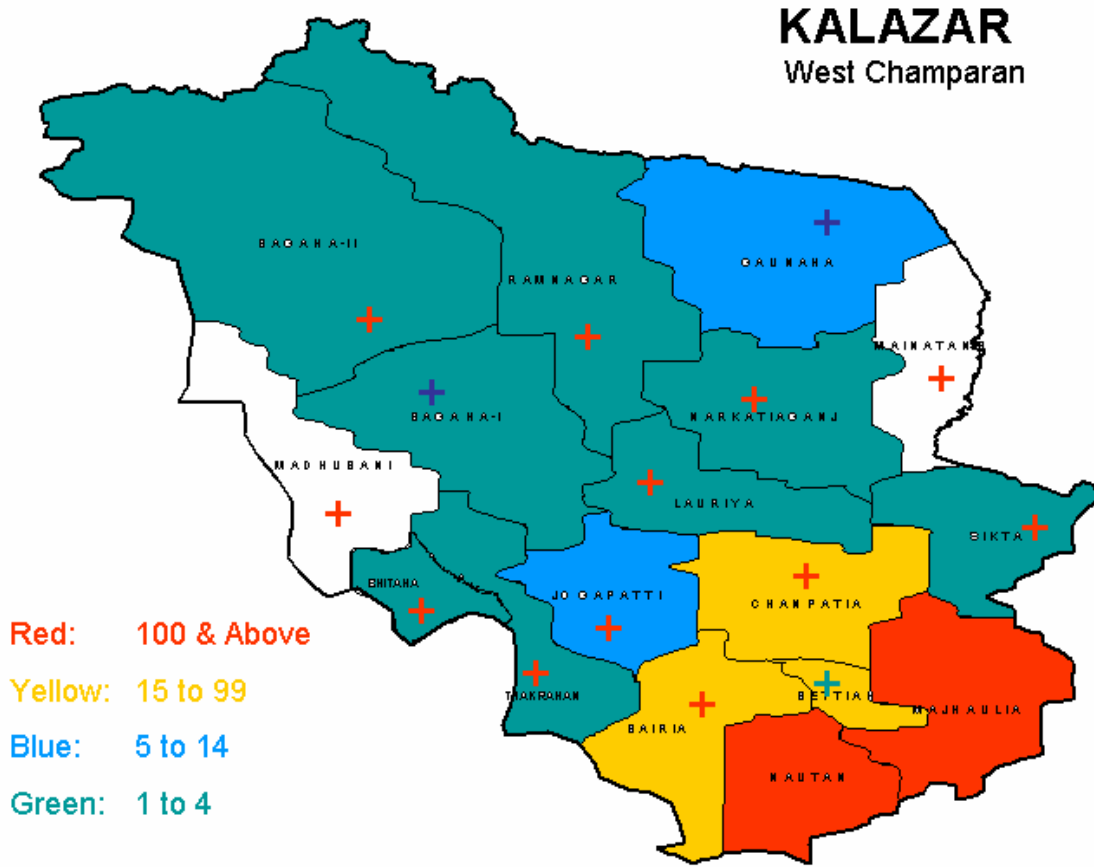 KALAZAR
West Champaran
BAGAHA-II
GAUNAHA
RAMNAGAR
MAINATAND
BAGAHA-I
NARKATIAGANJ
MADHUBANI
LAURIYA
SIKTA
BHITAHA
JOGAPATTI
CHANPATIA
THAKRAHAN
BETTIAH
MAJHAULIA
BAIRIA
NAUTAN
Red: 100 & Above
Yellow: 15 to 99
Blue: 5 to 14
Green: 1 to 4